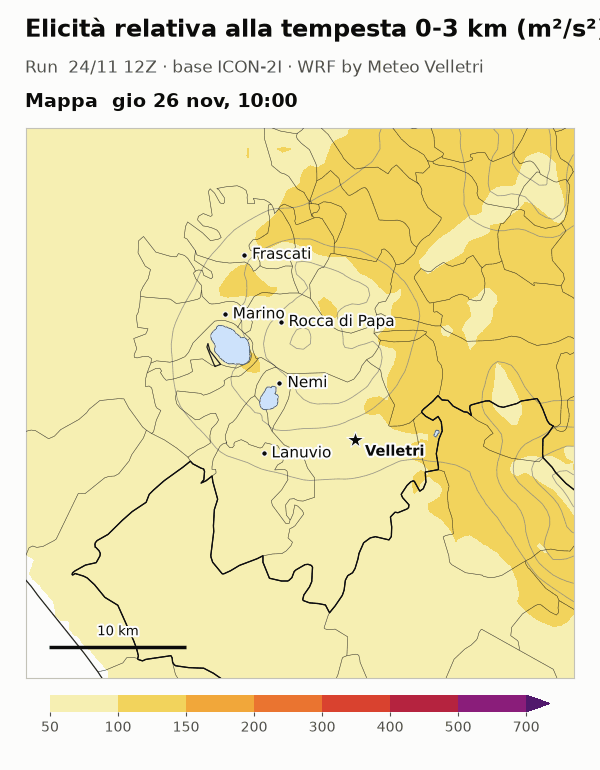 Elicità relativa alla tempesta 0-3 km (m²/s²)
Run 24/11 12Z · base ICON-2I · WRF by Meteo Velletri
Mappa gio 26 nov, 10:00
Frascati
Marino
Rocca di Papa
Nemi
Velletri
Lanuvio
10 km
50 100 150 200 300 400 500 700